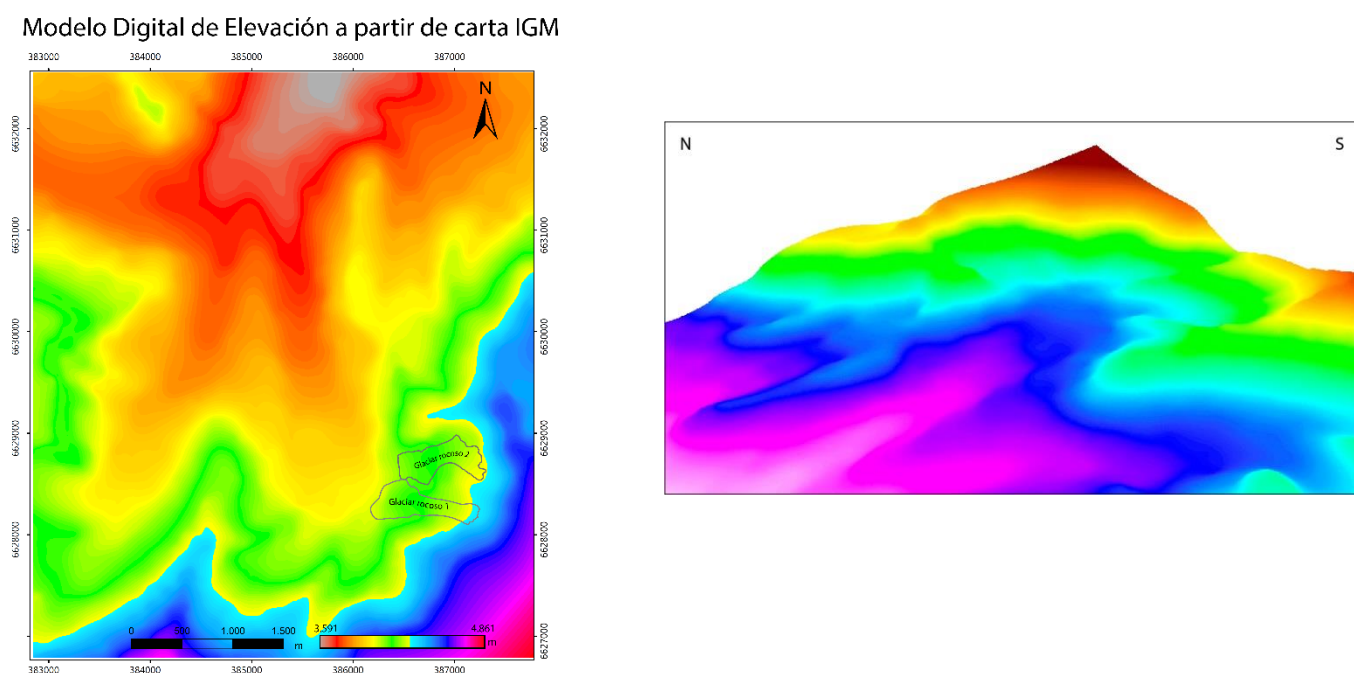 Modelo Digital de Elevación a partir de carta IGM
383000 384000 385000 386000 387000
N
6632000 6632000
6631000 6631000
6630000 6630000
6629000 6629000
Glaciar rocoso 2
Glaciar rocoso 1
6628000 6628000
3.591 4.861
0 500 1.000 1.500
m m
6627000 6627000
383000 384000 385000 386000 387000
N S